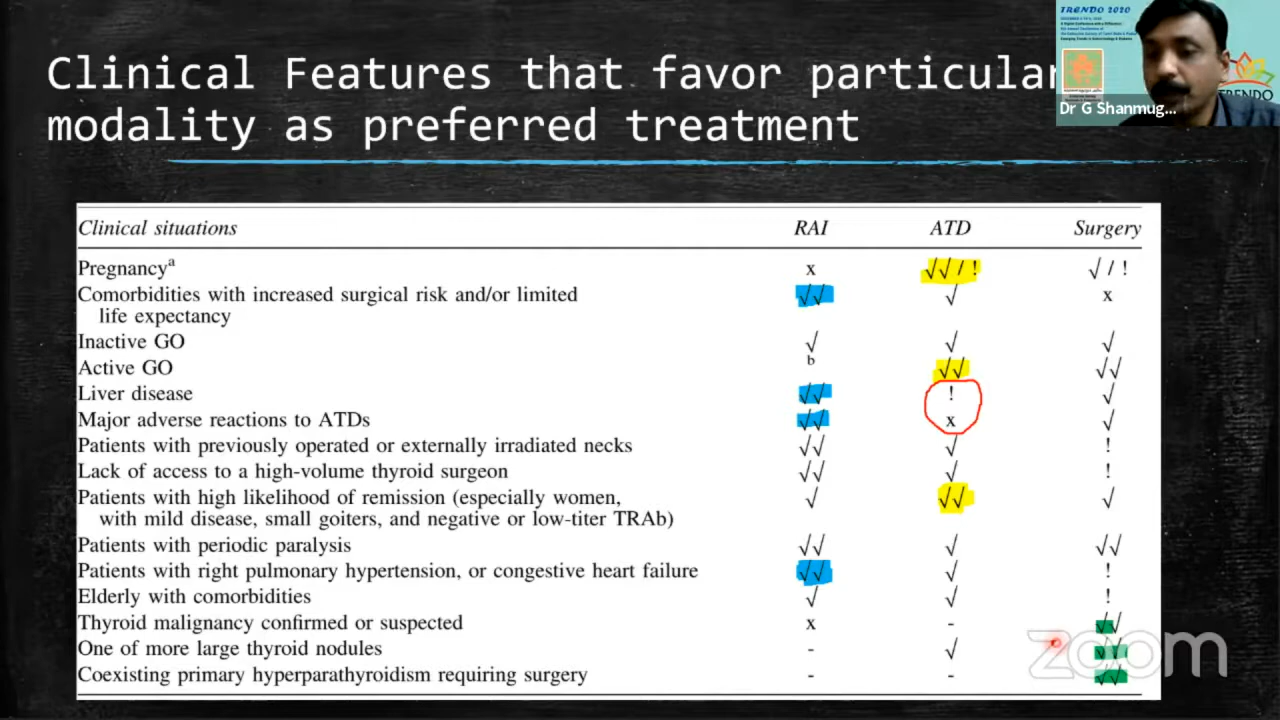 TRENDO 2020
Clinical Features that favor particular
modality as preferred treatment
TRENDO
Dr G Shanmug...
Clinical situations RAI ATD Surgery
Pregnancyᵃ x √√ / ! √ / !
Comorbidities with increased surgical risk and/or limited √√ √ x
life expectancy
Inactive GO √ √ √
Active GO ᵇ √√ √√
Liver disease √√ ! √
Major adverse reactions to ATDs √√ x √
Patients with previously operated or externally irradiated necks √√ √ !
Lack of access to a high-volume thyroid surgeon √√ √ !
Patients with high likelihood of remission (especially women, √ √√ √
with mild disease, small goiters, and negative or low-titer TRAb)
Patients with periodic paralysis √√ √ √√
Patients with right pulmonary hypertension, or congestive heart failure √√ √ !
Elderly with comorbidities √ √ !
Thyroid malignancy confirmed or suspected x - √√
One of more large thyroid nodules - √ √√
Coexisting primary hyperparathyroidism requiring surgery - - √√
zoom